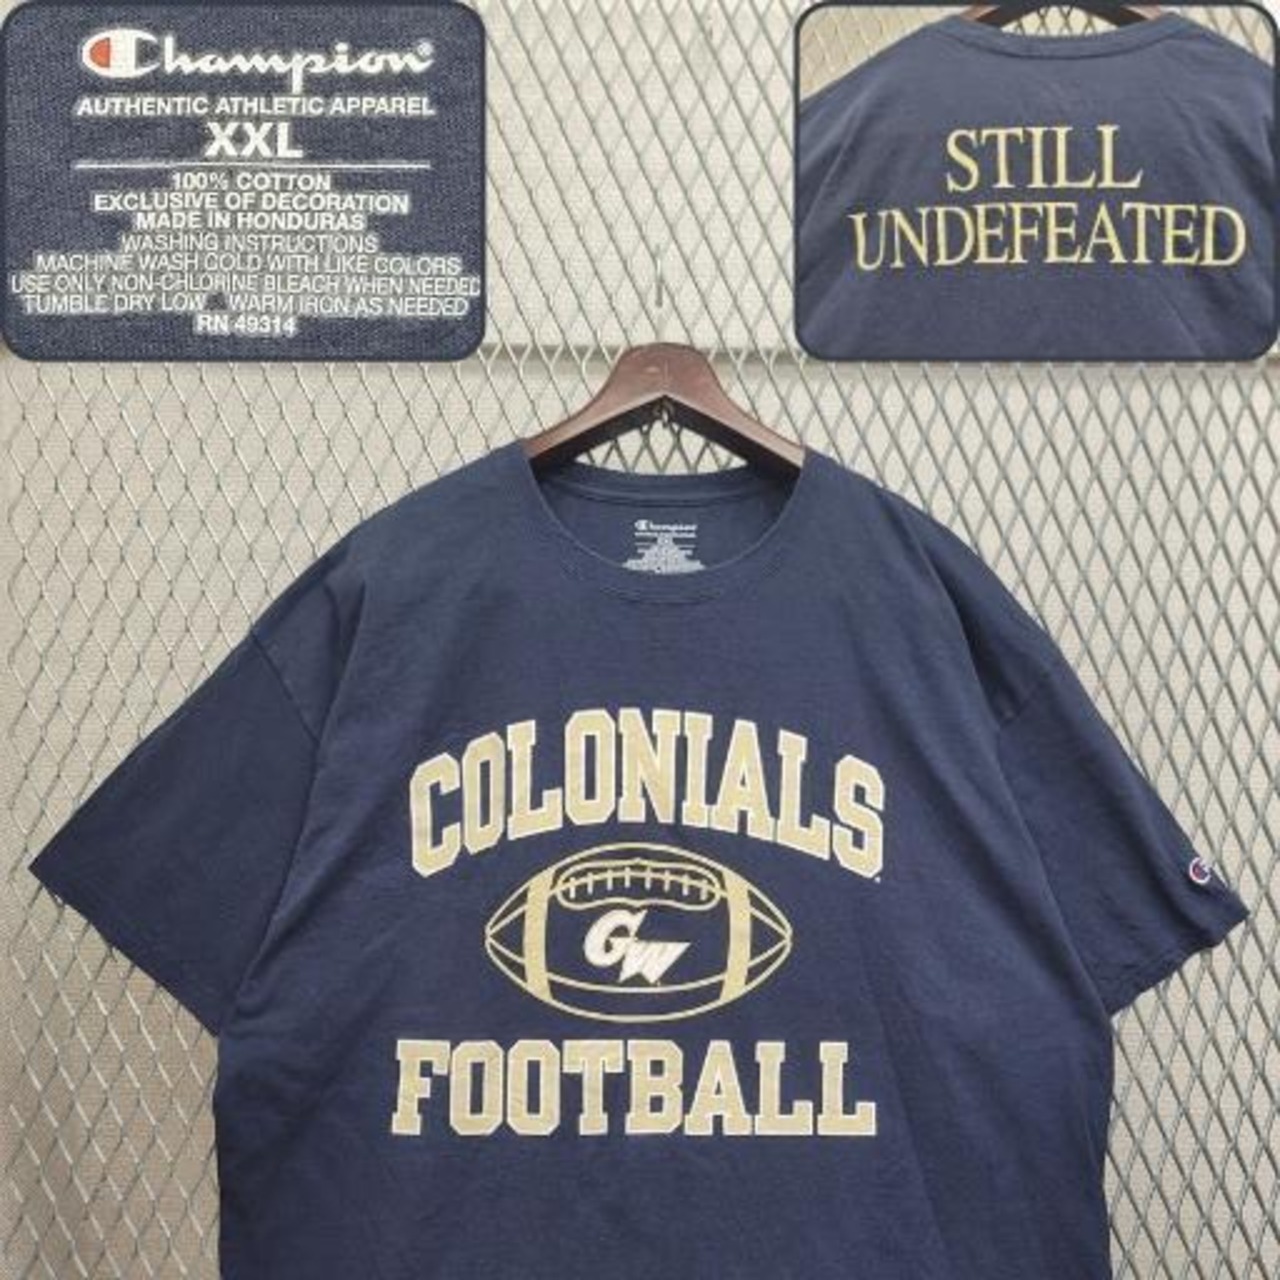 Champion®
AUTHENTIC ATHLETIC APPAREL
XXL
100% COTTON
EXCLUSIVE OF DECORATION
MADE IN HONDURAS
WASHING INSTRUCTIONS
MACHINE WASH COLD WITH LIKE COLORS
USE ONLY NON-CHLORINE BLEACH WHEN NEEDED
TUMBLE DRY LOW WARM IRON AS NEEDED
RN 49314
STILL
UNDEFEATED
Champion
XXL
COLONIALS
GW
FOOTBALL